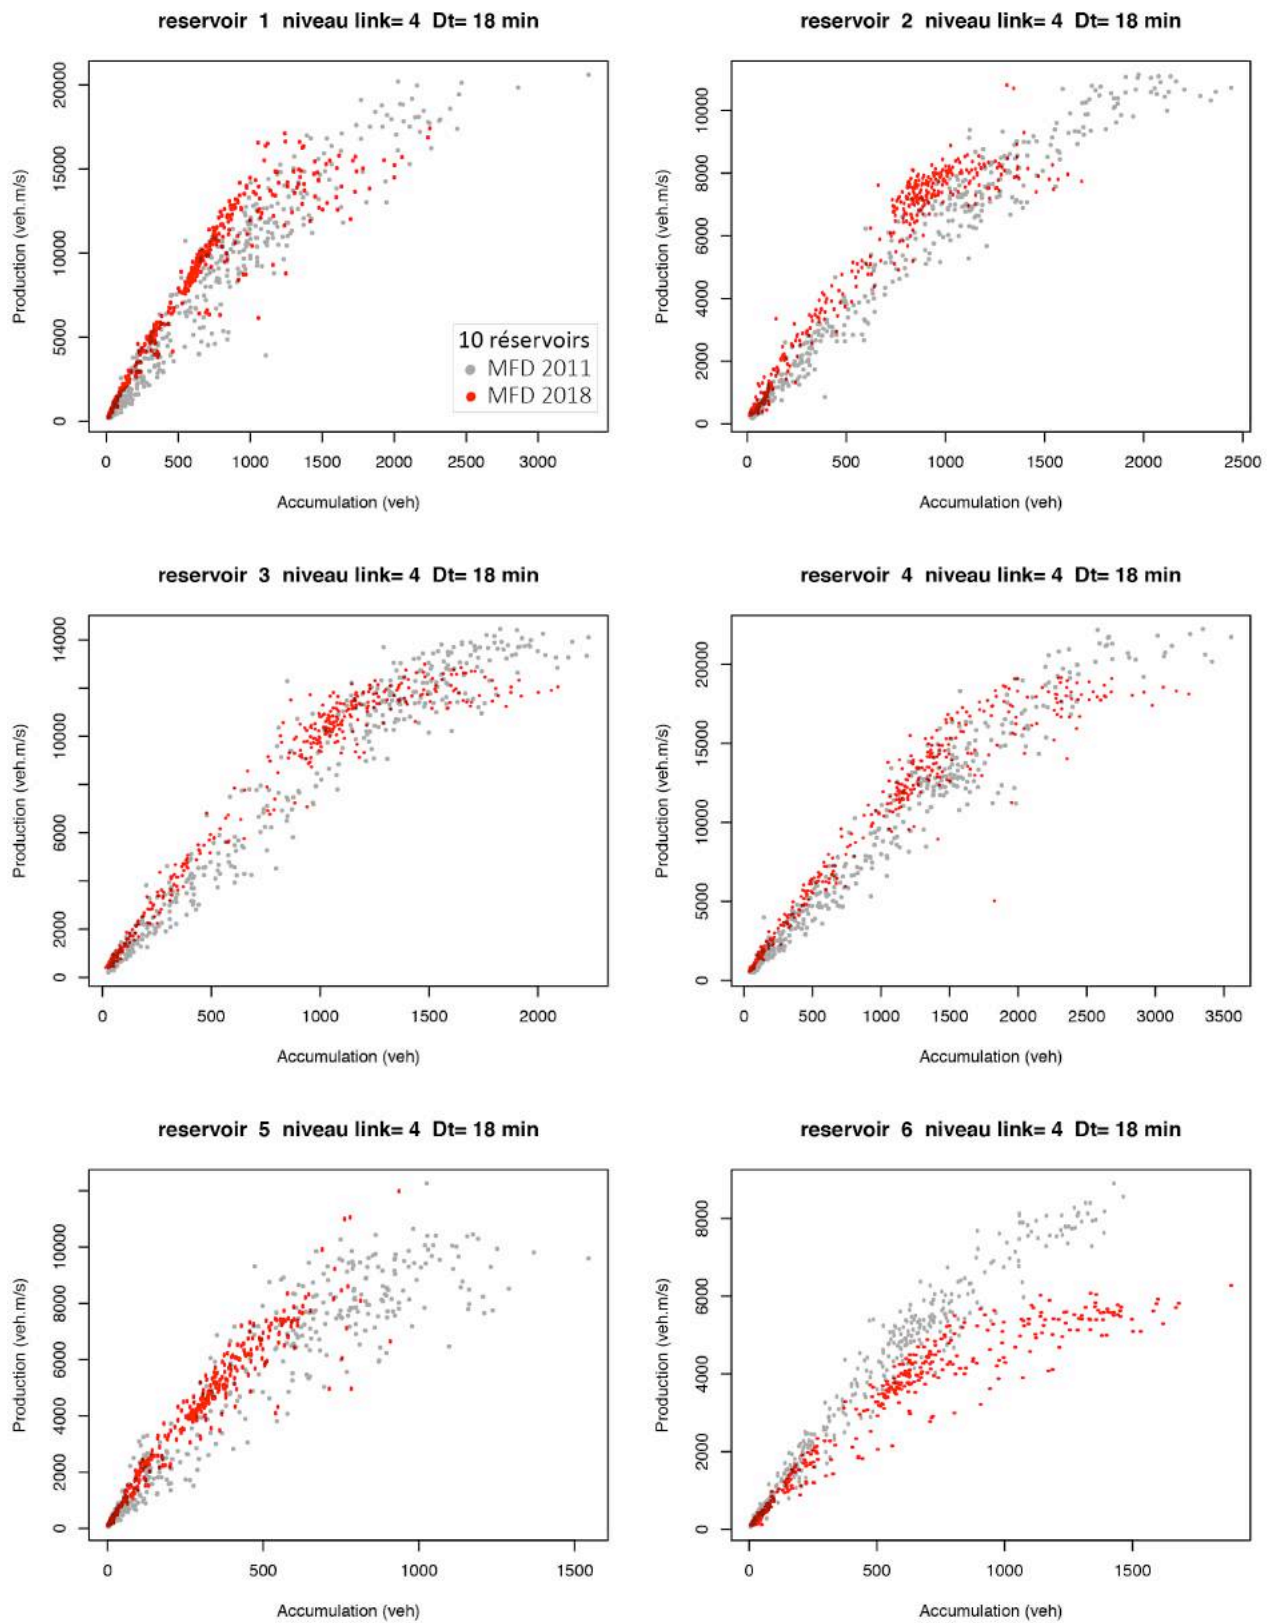 reservoir 1 niveau link= 4 Dt= 18 min
Production (veh.m/s)
20000
15000
10000
5000
0
10 réservoirs
MFD 2011
MFD 2018
0 500 1000 1500 2000 2500 3000
Accumulation (veh)
reservoir 2 niveau link= 4 Dt= 18 min
Production (veh.m/s)
10000
8000
6000
4000
2000
0
0 500 1000 1500 2000 2500
Accumulation (veh)
reservoir 3 niveau link= 4 Dt= 18 min
Production (veh.m/s)
14000
10000
6000
2000
0
0 500 1000 1500 2000
Accumulation (veh)
reservoir 4 niveau link= 4 Dt= 18 min
Production (veh.m/s)
20000
15000
10000
5000
0
0 500 1000 1500 2000 2500 3000 3500
Accumulation (veh)
reservoir 5 niveau link= 4 Dt= 18 min
Production (veh.m/s)
10000
8000
6000
4000
2000
0
0 500 1000 1500
Accumulation (veh)
reservoir 6 niveau link= 4 Dt= 18 min
Production (veh.m/s)
8000
6000
4000
2000
0
0 500 1000 1500
Accumulation (veh)